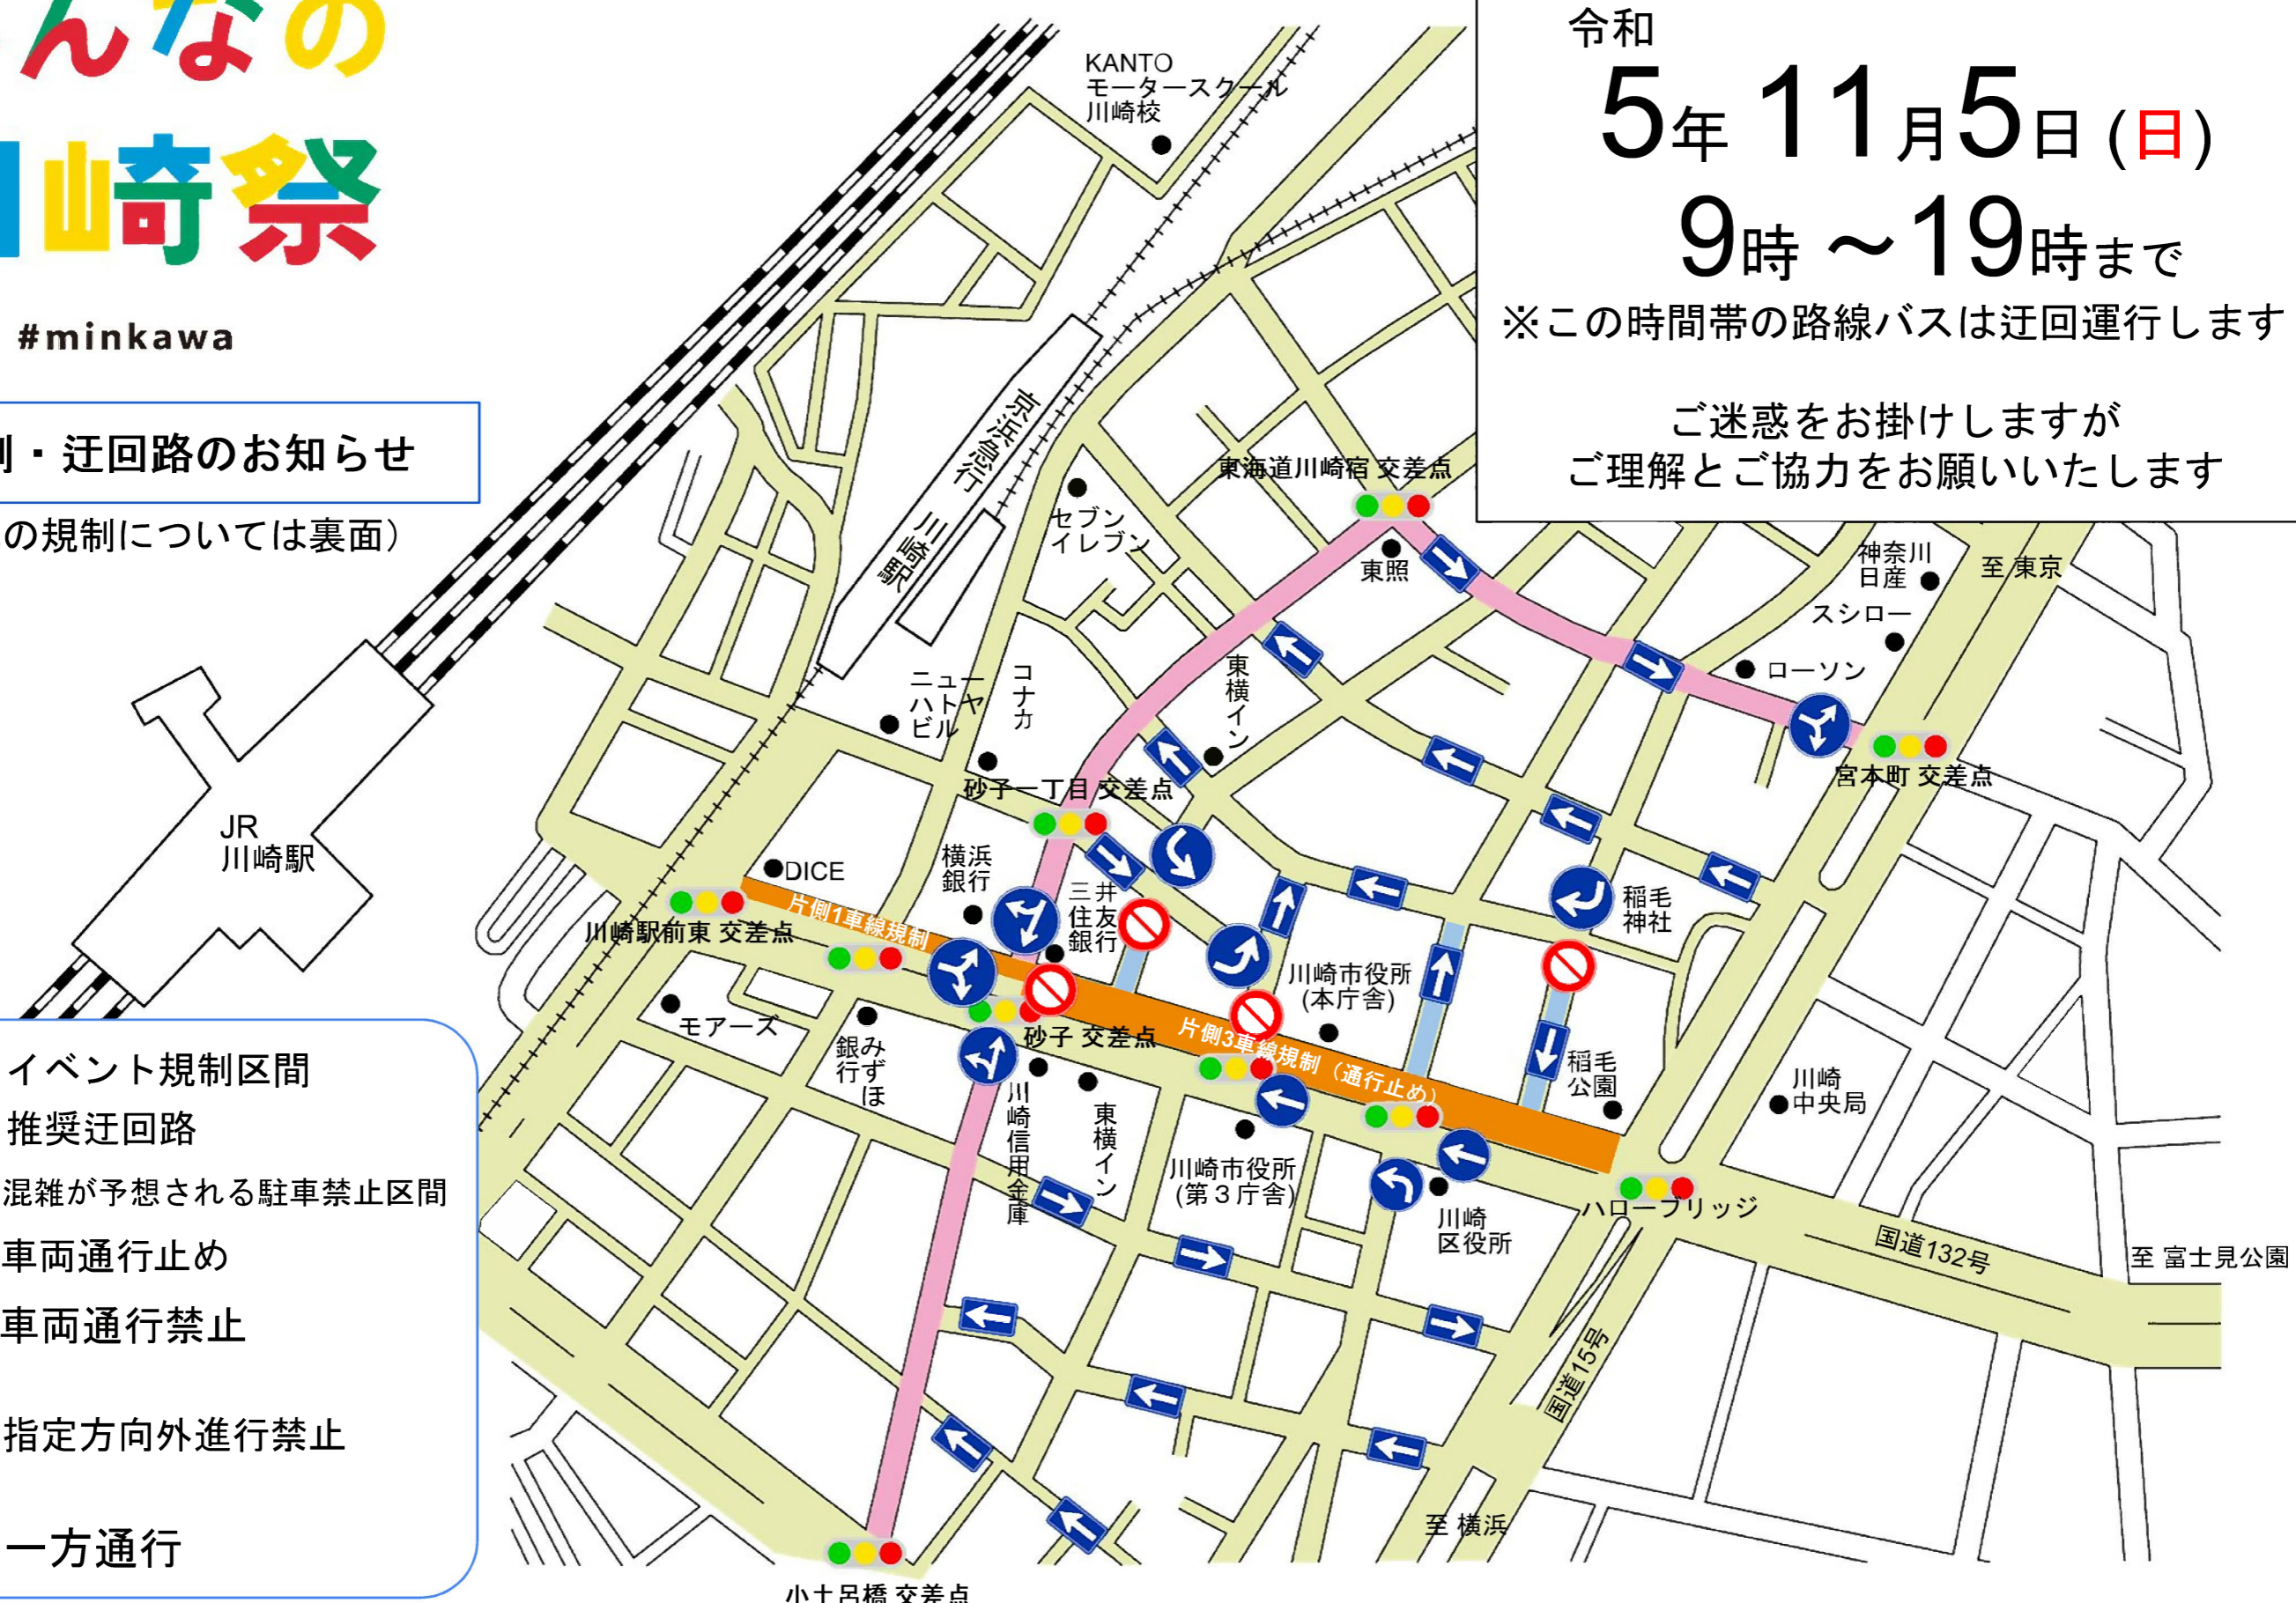 んなの
崎祭
#minkawa
・迂回路のお知らせ
の規制については裏面）
令和
5年 11月5日 (日)
9時 ～19時まで
※この時間帯の路線バスは迂回運行します
ご迷惑をお掛けしますが
ご理解とご協力をお願いいたします
KANTO
モータースクール
川崎校
京浜急行 川崎駅
セブン
イレブン
東海道川崎宿 交差点
東照
神奈川
日産
至 東京
スシロー
ローソン
宮本町 交差点
ニュー
ハトヤ
ビル
コナカ
東横イン
砂子一丁目 交差点
JR
川崎駅
DICE
横浜
銀行
三井
住友
銀行
片側1車線規制
川崎駅前東 交差点
稲毛
神社
川崎市役所
(本庁舎)
モアーズ
みずほ
銀行
砂子 交差点
片側3車線規制（通行止め）
稲毛
公園
川崎
中央局
川崎信用金庫
東横イン
川崎市役所
(第３庁舎)
川崎
区役所
ハローブリッジ
国道132号
至 富士見公園
国道15号
至 横浜
小土呂橋 交差点
イベント規制区間
推奨迂回路
混雑が予想される駐車禁止区間
車両通行止め
車両通行禁止
指定方向外進行禁止
一方通行